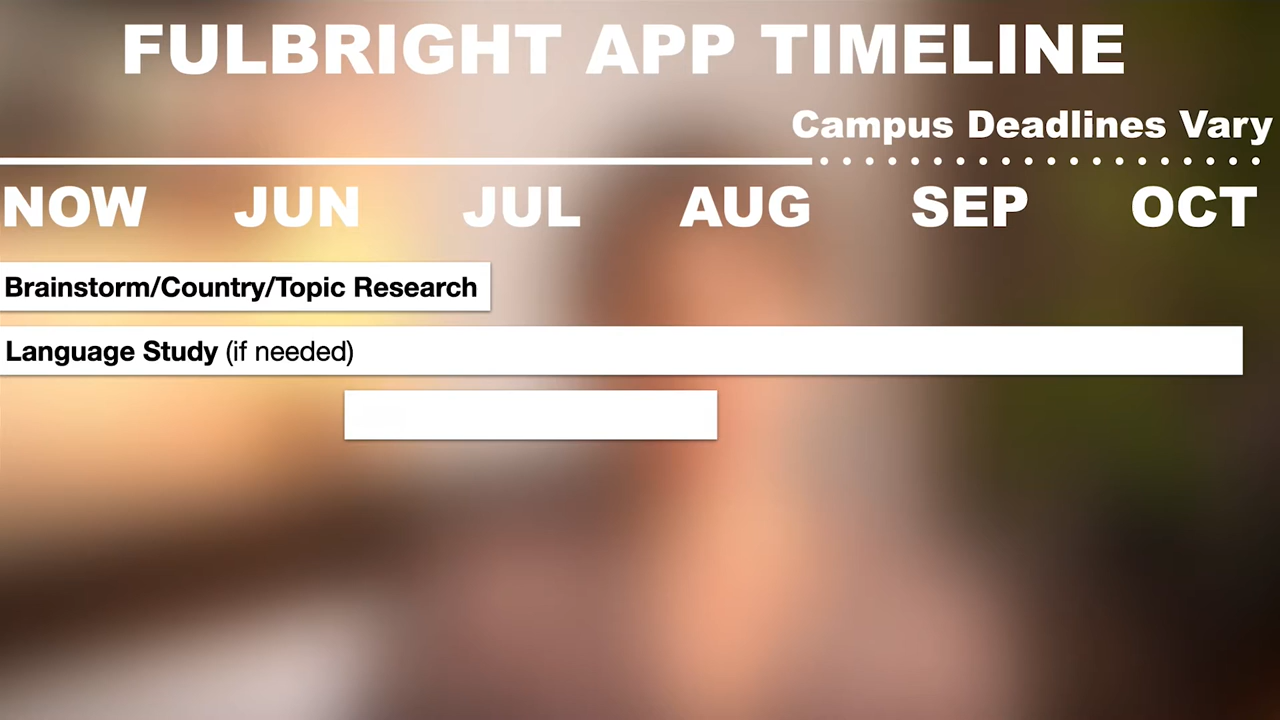 FULBRIGHT APP TIMELINE
Campus Deadlines Vary
NOW JUN JUL AUG SEP OCT
Brainstorm/Country/Topic Research
Language Study (if needed)